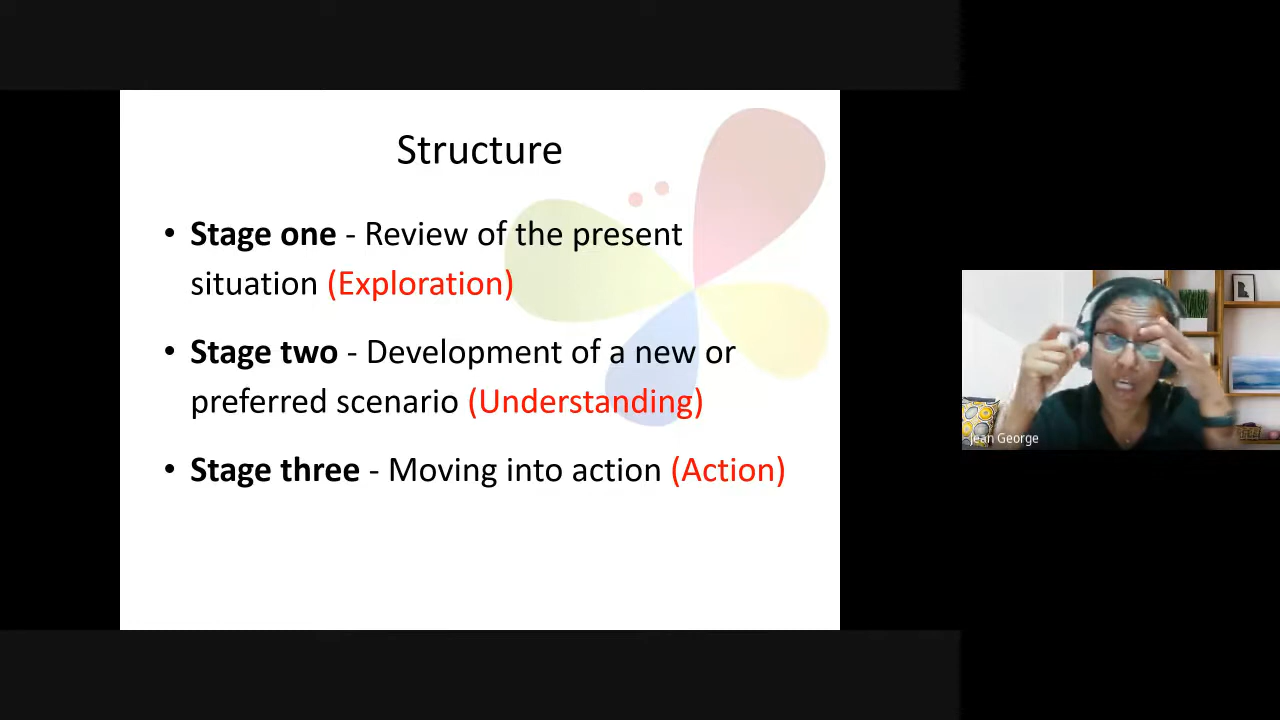 Structure
• Stage one - Review of the present
situation (Exploration)
• Stage two - Development of a new or
preferred scenario (Understanding)
• Stage three - Moving into action (Action)
Jean George